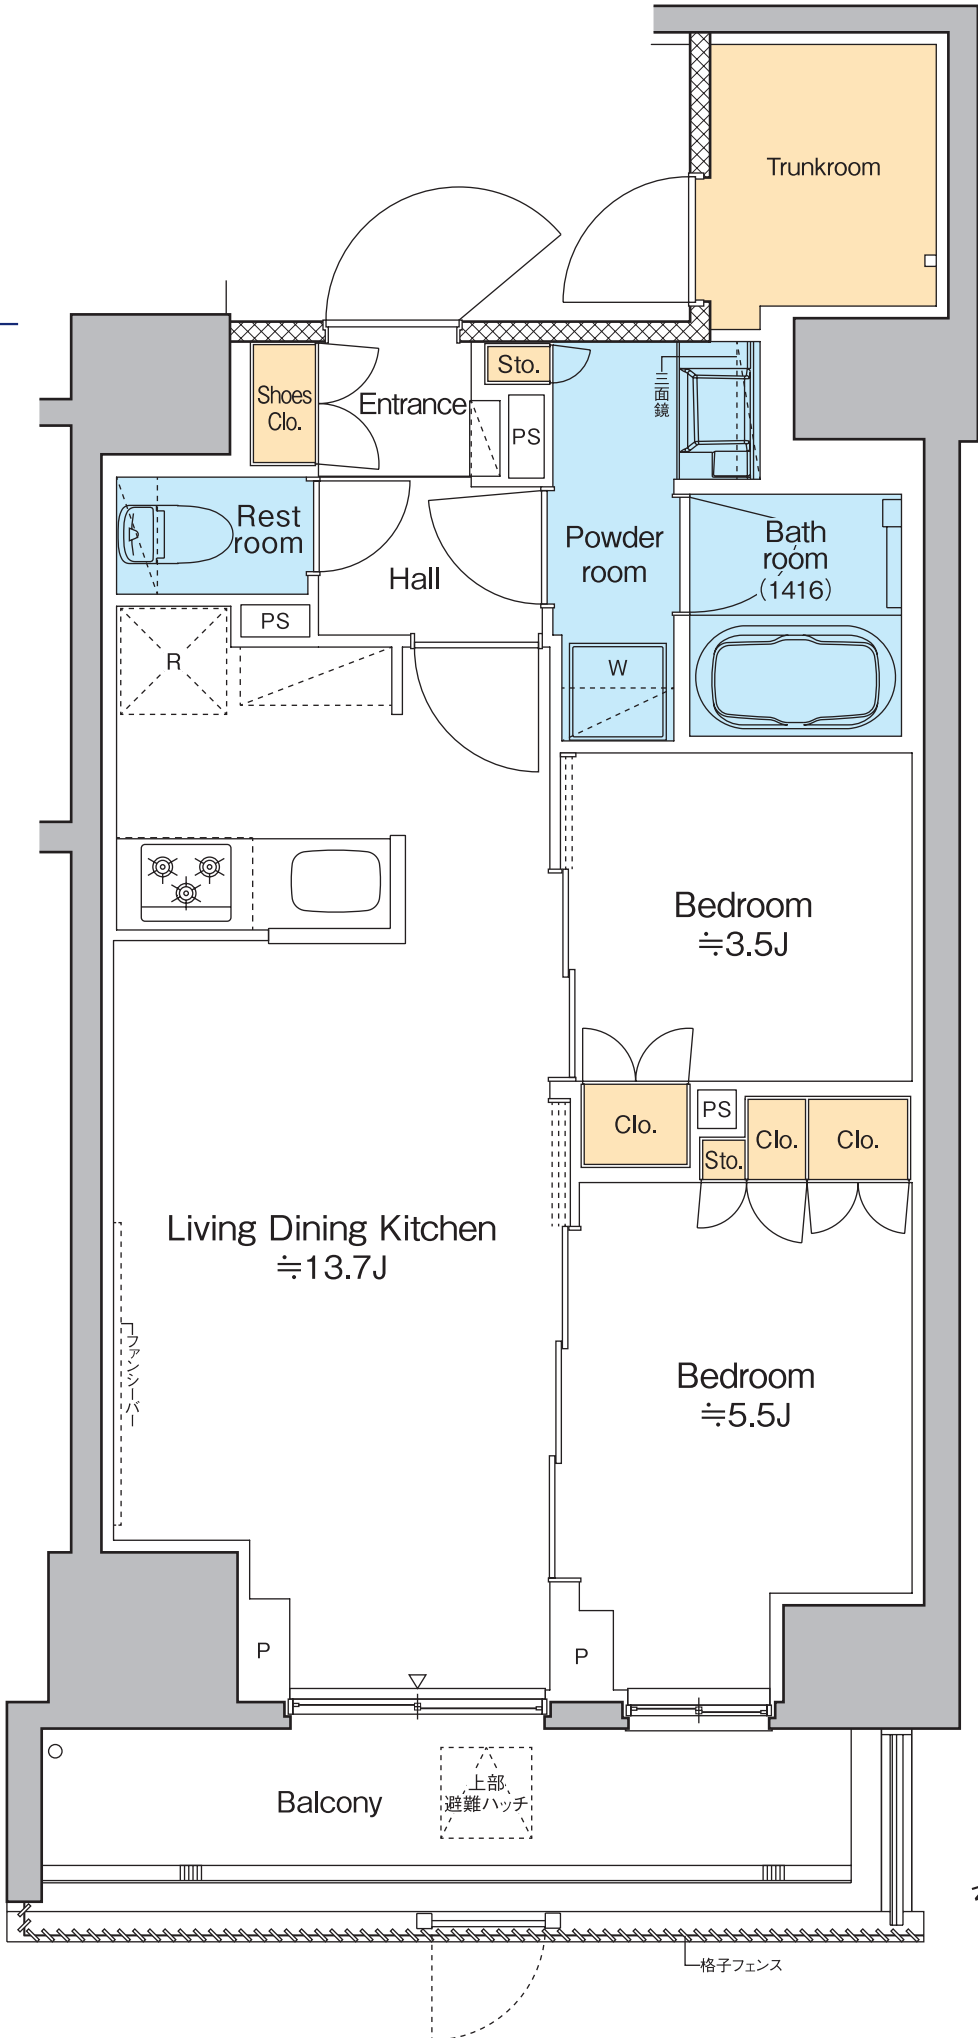 Trunkroom
Shoes
Clo.
Entrance
Sto.
PS
三面鏡
Rest
room
Hall
Powder
room
Bath
room
(1416)
PS
R
W
Bedroom
≒3.5J
Clo.
PS
Sto.
Clo.
Clo.
Living Dining Kitchen
≒13.7J
ファンシーバー
Bedroom
≒5.5J
P
P
Balcony
上部
避難ハッチ
格子フェンス